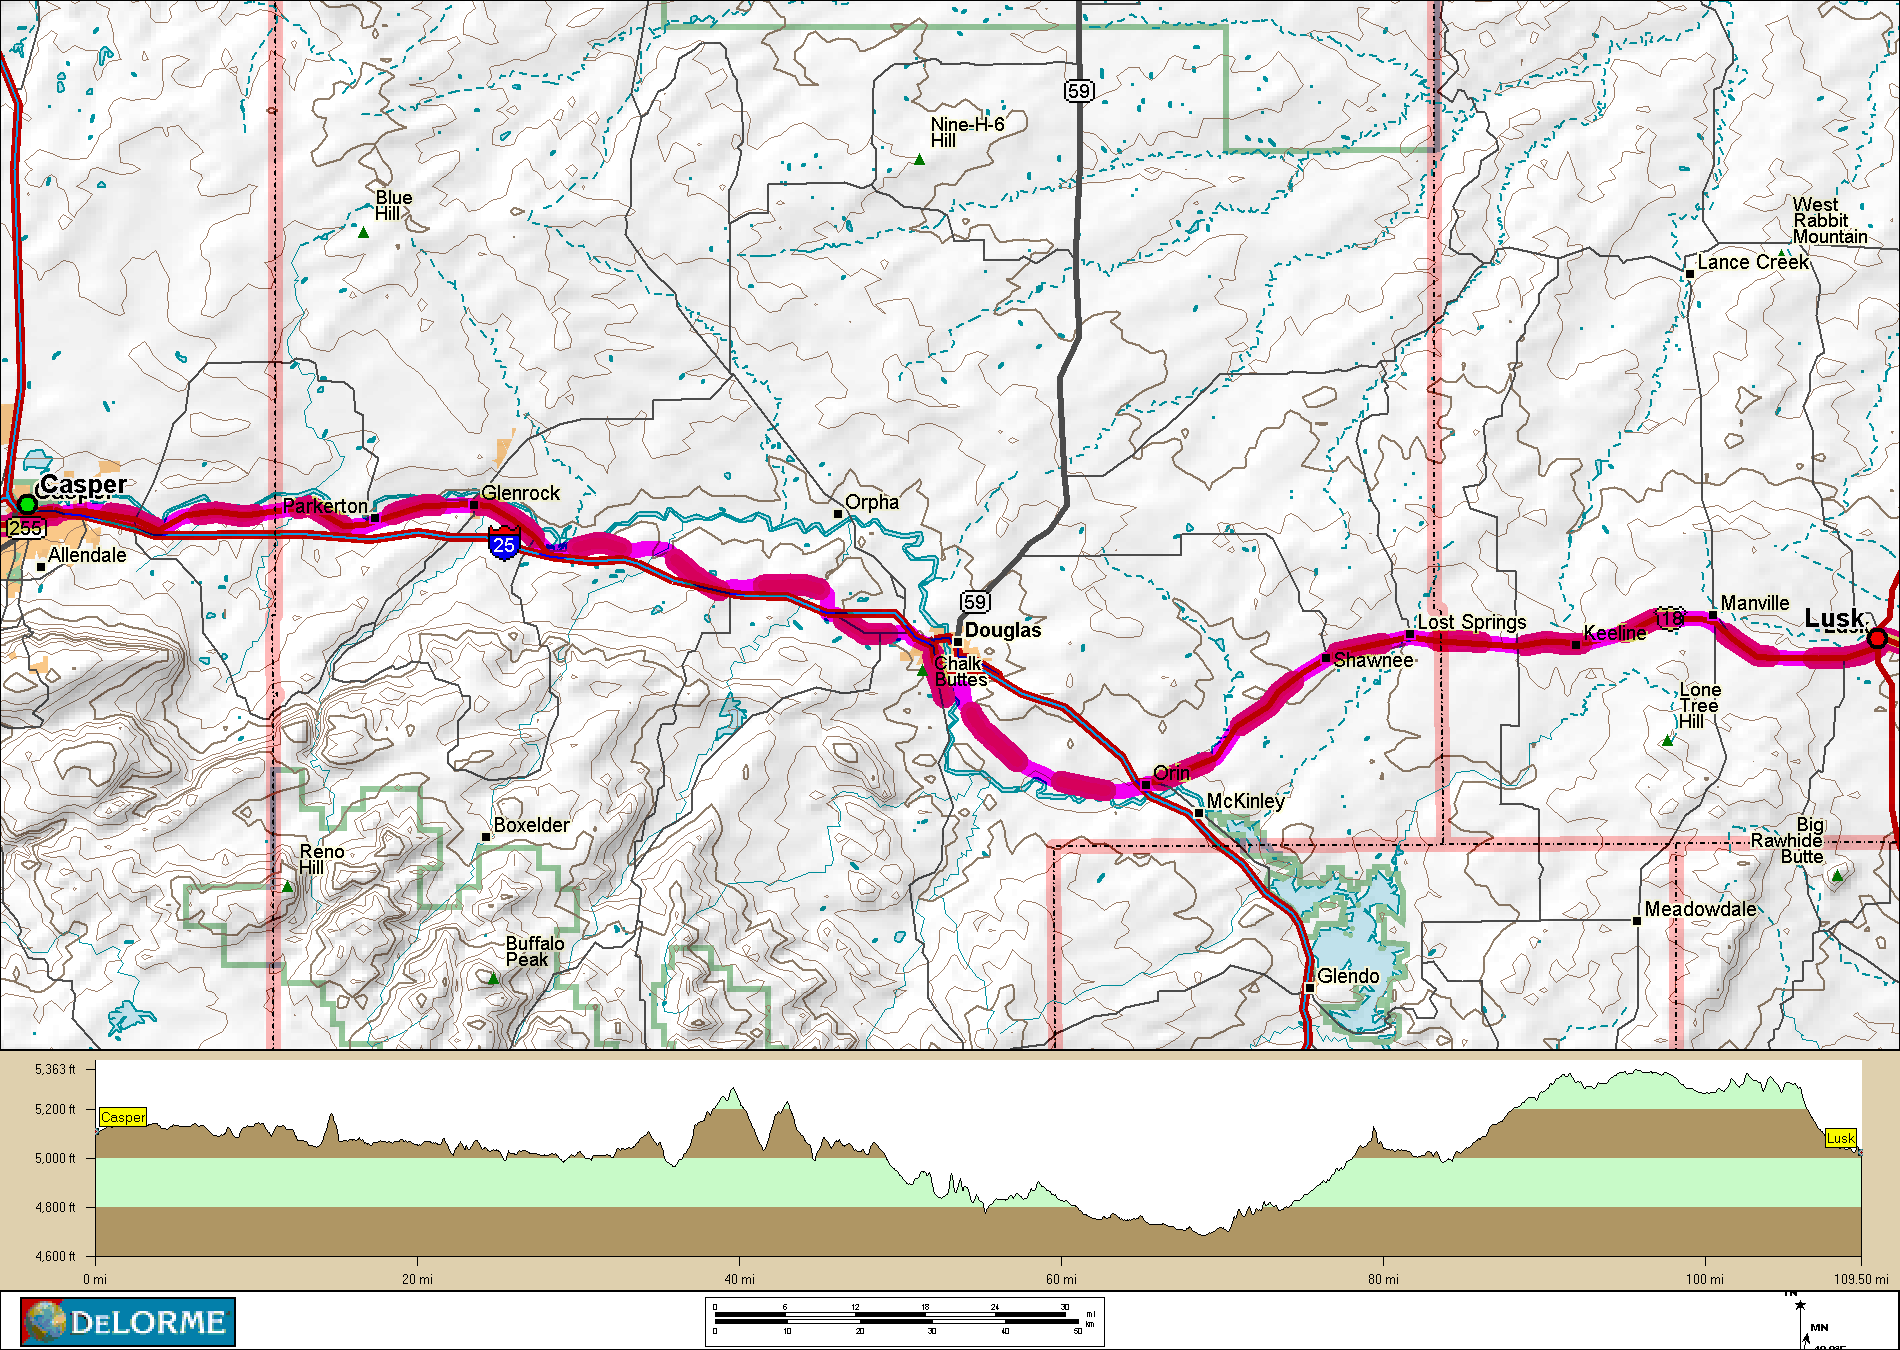 59
Nine-H-6
Hill
Blue
Hill
West
Rabbit
Mountain
Lance Creek
Casper
255
Allendale
Parkerton
Glenrock
25
Orpha
59
Douglas
Chalk
Buttes
Lost Springs
Shawnee
Keeline
18
Manville
Lusk
Lone
Tree
Hill
Orin
McKinley
Boxelder
Reno
Hill
Buffalo
Peak
Big
Rawhide
Butte
Meadowdale
Glendo
5,363 ft
5,200 ft
5,000 ft
4,800 ft
4,600 ft
Casper
Lusk
0 mi
20 mi
40 mi
60 mi
80 mi
100 mi
109.50 mi
DELORME
0 6 12 18 24 30 mi
0 10 20 30 40 50 km
TN
MN